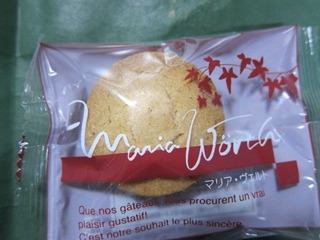 Maria Wörld
マリア・ヴェルト
Que nos gâteaux vous procurent un vrai
plaisir gustatif!
C'est notre souhait le plus sincère.